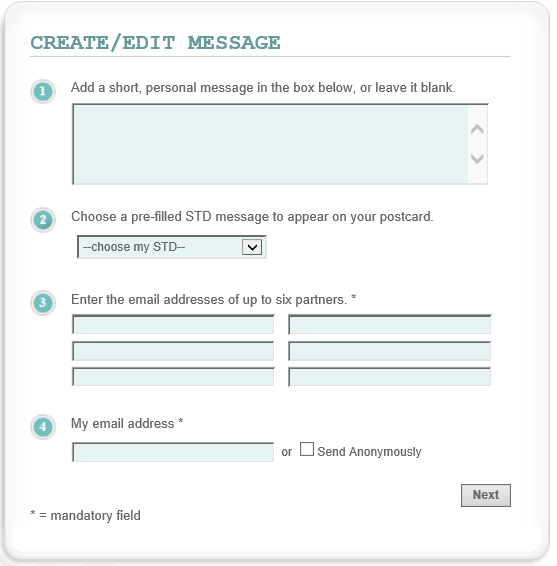 CREATE/EDIT MESSAGE
1 Add a short, personal message in the box below, or leave it blank.
2 Choose a pre-filled STD message to appear on your postcard.
--choose my STD--
3 Enter the email addresses of up to six partners. *
4 My email address *
or Send Anonymously
Next
* = mandatory field